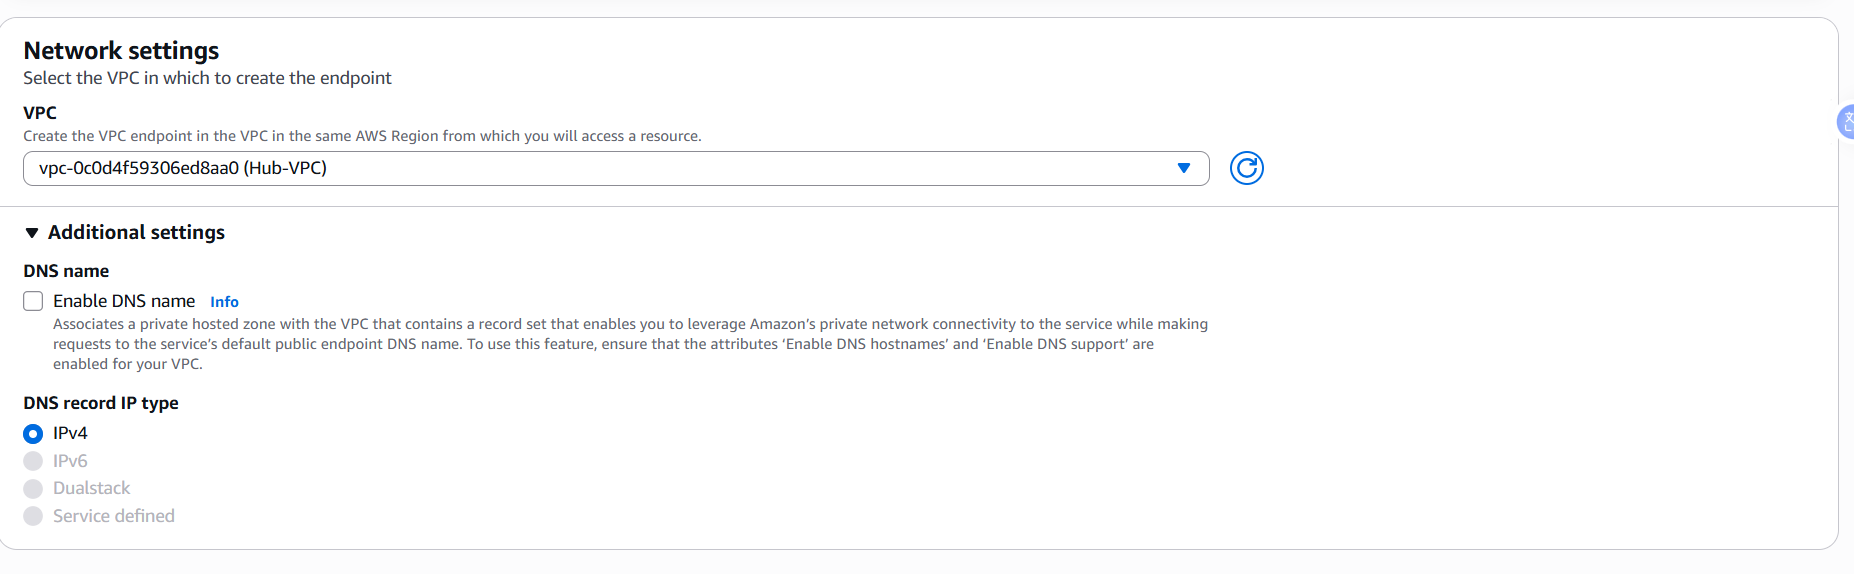 Network settings
Select the VPC in which to create the endpoint
VPC
Create the VPC endpoint in the VPC in the same AWS Region from which you will access a resource.
vpc-0c0d4f59306ed8aa0 (Hub-VPC)
Additional settings
DNS name
Enable DNS name Info
Associates a private hosted zone with the VPC that contains a record set that enables you to leverage Amazon’s private network connectivity to the service while making
requests to the service’s default public endpoint DNS name. To use this feature, ensure that the attributes ‘Enable DNS hostnames’ and ‘Enable DNS support’ are
enabled for your VPC.
DNS record IP type
IPv4
IPv6
Dualstack
Service defined